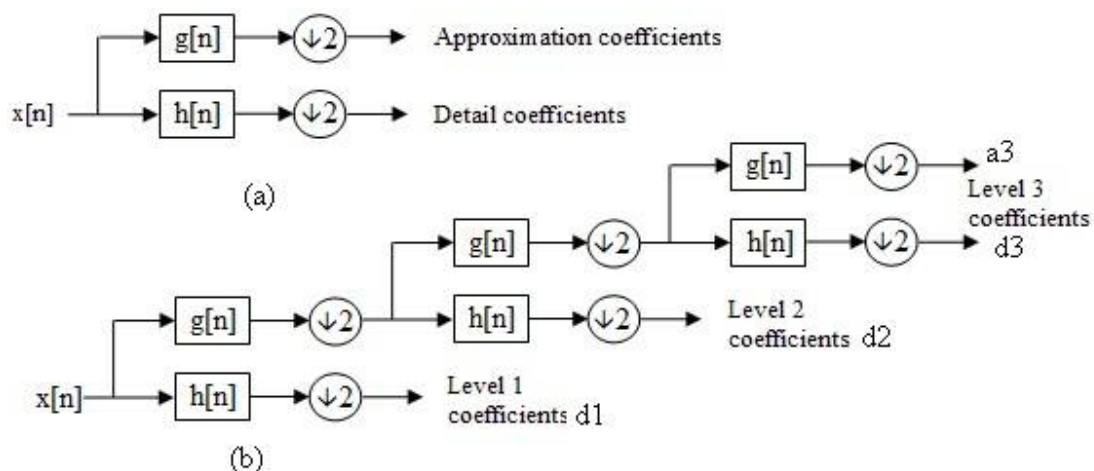 g[n] ↓2 Approximation coefficients
x[n]
h[n] ↓2 Detail coefficients
(a)
g[n] ↓2 a3
Level 3
coefficients
h[n] ↓2 d3
g[n] ↓2
h[n] ↓2 Level 2
coefficients d2
g[n] ↓2
x[n] h[n] ↓2 Level 1
coefficients d1
(b)